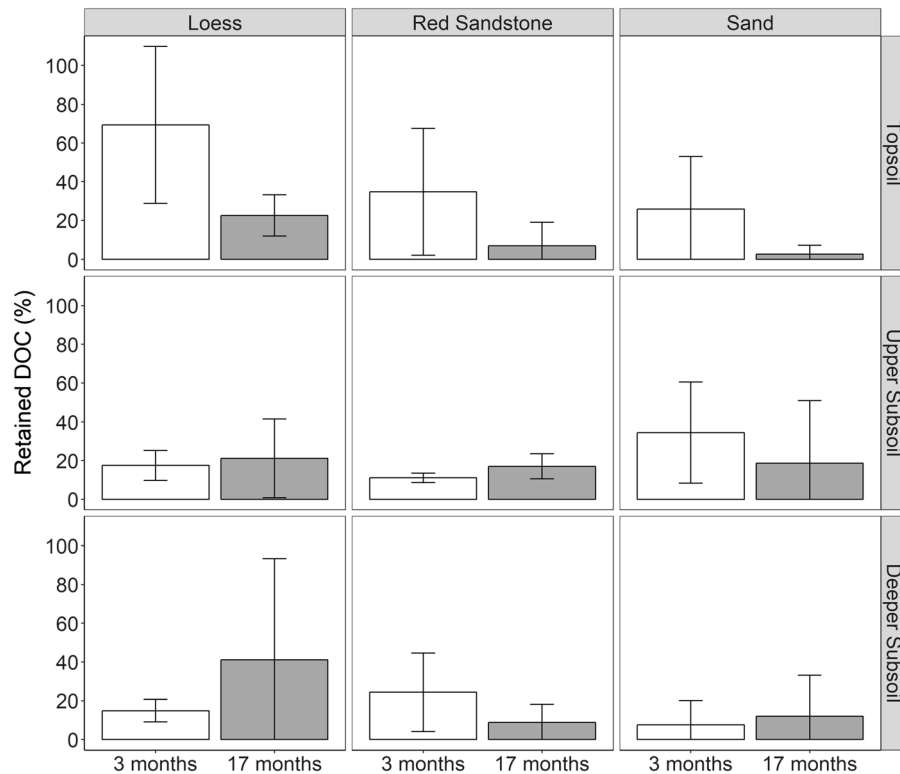 Loess
Red Sandstone
Sand
Retained DOC (%)
100
80
60
40
20
0
Topsoil
100
80
60
40
20
0
Upper Subsoil
100
80
60
40
20
0
Deeper Subsoil
3 months
17 months
3 months
17 months
3 months
17 months